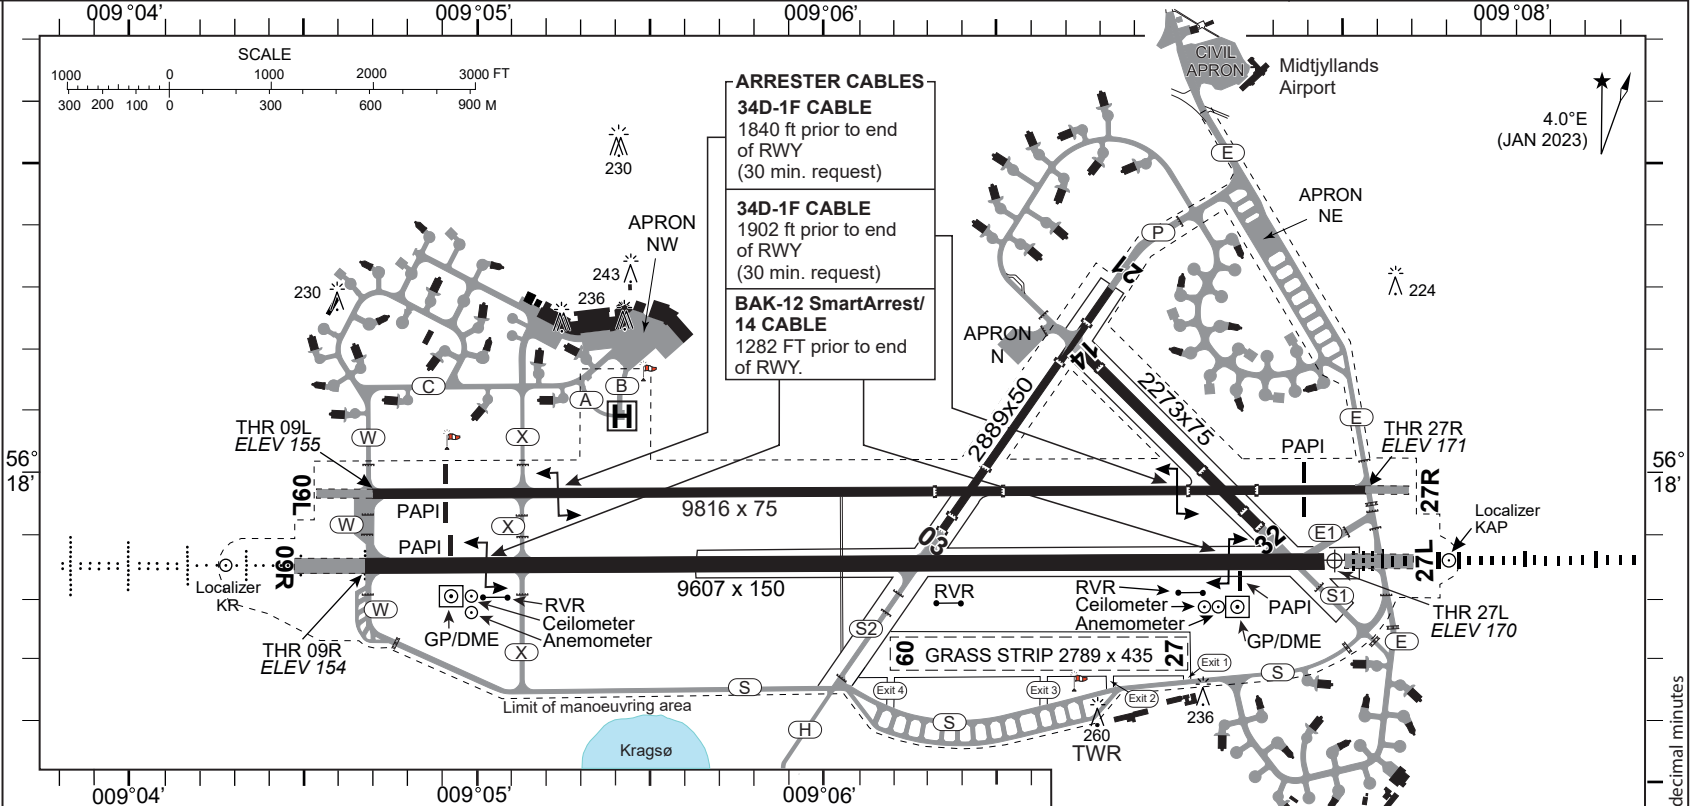 009°04'
009°05'
009°06'
009°08'
SCALE
1000 0 1000 2000 3000 FT
300 200 100 0 300 600 900 M
230
ARRESTER CABLES
34D-1F CABLE
1840 ft prior to end
of RWY
(30 min. request)
34D-1F CABLE
1902 ft prior to end
of RWY
(30 min. request)
BAK-12 SmartArrest/
14 CABLE
1282 FT prior to end
of RWY.
CIVIL
APRON
Midtjyllands
Airport
4.0°E
(JAN 2023)
E
APRON
NE
P
APRON
NW
243
236
230
224
21
APRON
N
14
2889x50
2273x75
C
B
A
H
W
X
E
THR 09L
ELEV 155
PAPI
THR 27R
ELEV 171
56°
18'
56°
18'
09L
PAPI
9816 x 75
27R
W
X
E1
Localizer
KAP
03
32
PAPI
09R
27L
Localizer
KR
9607 x 150
RVR
Ceilometer
Anemometer
GP/DME
RVR
RVR
Ceilometer
Anemometer
PAPI
GP/DME
S1
THR 27L
ELEV 170
W
S2
THR 09R
ELEV 154
X
09 GRASS STRIP 2789 x 435 27
E
Exit 1
S
S
Exit 4
Exit 3
Exit 2
Limit of manoeuvring area
S
236
H
260
TWR
Kragsø
decimal minutes
009°04'
009°05'
009°06'